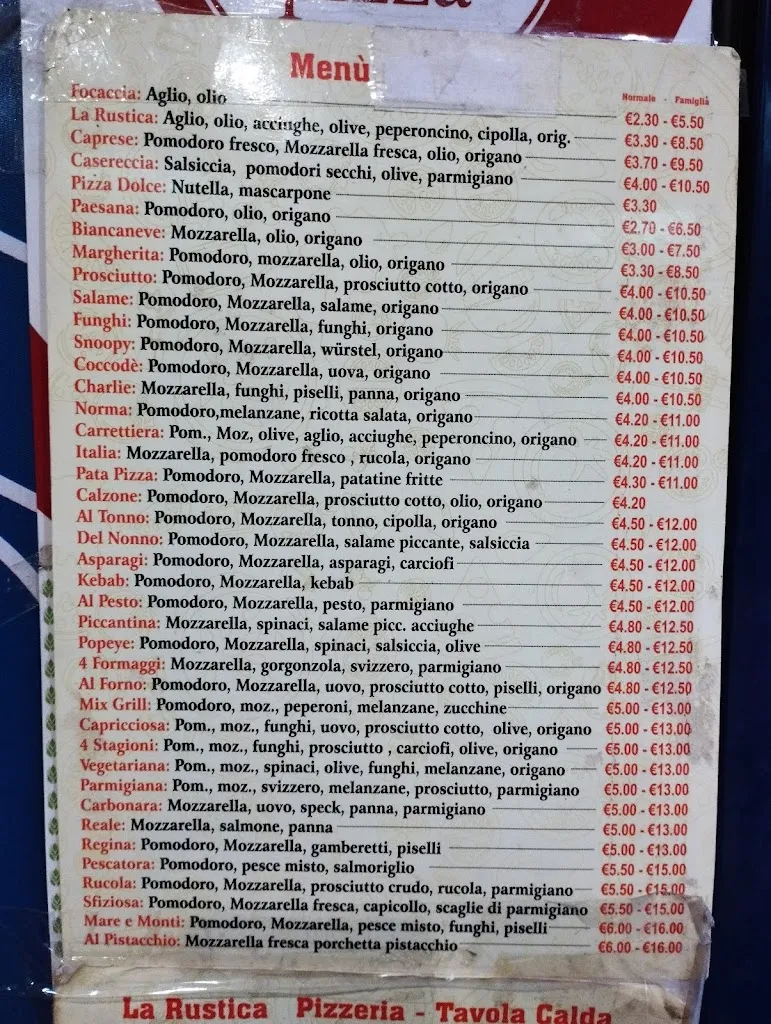 Menù
Normale - Famiglia
Focaccia: Aglio, olio €2.30 - €5.50
La Rustica: Aglio, olio, acciughe, olive, peperoncino, cipolla, orig. €3.30 - €8.50
Caprese: Pomodoro fresco, Mozzarella fresca, olio, origano €3.70 - €9.50
Casereccia: Salsiccia, pomodori secchi, olive, parmigiano €4.00 - €10.50
Pizza Dolce: Nutella, mascarpone €3.30
Paesana: Pomodoro, olio, origano €2.70 - €6.50
Biancaneve: Mozzarella, olio, origano €3.00 - €7.50
Margherita: Pomodoro, mozzarella, olio, origano €3.30 - €8.50
Prosciutto: Pomodoro, Mozzarella, prosciutto cotto, origano €4.00 - €10.50
Salame: Pomodoro, Mozzarella, salame, origano €4.00 - €10.50
Funghi: Pomodoro, Mozzarella, funghi, origano €4.00 - €10.50
Snoopy: Pomodoro, Mozzarella, würstel, origano €4.00 - €10.50
Coccodè: Pomodoro, Mozzarella, uova, origano €4.00 - €10.50
Charlie: Mozzarella, funghi, piselli, panna, origano €4.00 - €10.50
Norma: Pomodoro,melanzane, ricotta salata, origano €4.20 - €11.00
Carrettiera: Pom., Moz, olive, aglio, acciughe, peperoncino, origano €4.20 - €11.00
Italia: Mozzarella, pomodoro fresco , rucola, origano €4.20 - €11.00
Pata Pizza: Pomodoro, Mozzarella, patatine fritte €4.30 - €11.00
Calzone: Pomodoro, Mozzarella, prosciutto cotto, olio, origano €4.20
Al Tonno: Pomodoro, Mozzarella, tonno, cipolla, origano €4.50 - €12.00
Del Nonno: Pomodoro, Mozzarella, salame piccante, salsiccia €4.50 - €12.00
Asparagi: Pomodoro, Mozzarella, asparagi, carciofi €4.50 - €12.00
Kebab: Pomodoro, Mozzarella, kebab €4.50 - €12.00
Al Pesto: Pomodoro, Mozzarella, pesto, parmigiano €4.50 - €12.00
Piccantina: Mozzarella, spinaci, salame picc. acciughe €4.80 - €12.50
Popeye: Pomodoro, Mozzarella, spinaci, salsiccia, olive €4.80 - €12.50
4 Formaggi: Mozzarella, gorgonzola, svizzero, parmigiano €4.80 - €12.50
Al Forno: Pomodoro, Mozzarella, uovo, prosciutto cotto, piselli, origano €4.80 - €12.50
Mix Grill: Pomodoro, moz., peperoni, melanzane, zucchine €5.00 - €13.00
Capricciosa: Pom., moz., funghi, uovo, prosciutto cotto, olive, origano €5.00 - €13.00
4 Stagioni: Pom., moz., funghi, prosciutto , carciofi, olive, origano €5.00 - €13.00
Vegetariana: Pom., moz., spinaci, olive, funghi, melanzane, origano €5.00 - €13.00
Parmigiana: Pom., moz., svizzero, melanzane, prosciutto, parmigiano €5.00 - €13.00
Carbonara: Mozzarella, uovo, speck, panna, parmigiano €5.00 - €13.00
Reale: Mozzarella, salmone, panna €5.00 - €13.00
Regina: Pomodoro, Mozzarella, gamberetti, piselli €5.00 - €13.00
Pescatora: Pomodoro, pesce misto, salmoriglio €5.50 - €15.00
Rucola: Pomodoro, Mozzarella, prosciutto crudo, rucola, parmigiano €5.50 - €15.00
Sfiziosa: Pomodoro, Mozzarella fresca, capicollo, scaglie di parmigiano €5.50 - €15.00
Mare e Monti: Pomodoro, Mozzarella, pesce misto, funghi, piselli €6.00 - €16.00
Al Pistacchio: Mozzarella fresca porchetta pistacchio €6.00 - €16.00
La Rustica Pizzeria - Tavola Calda